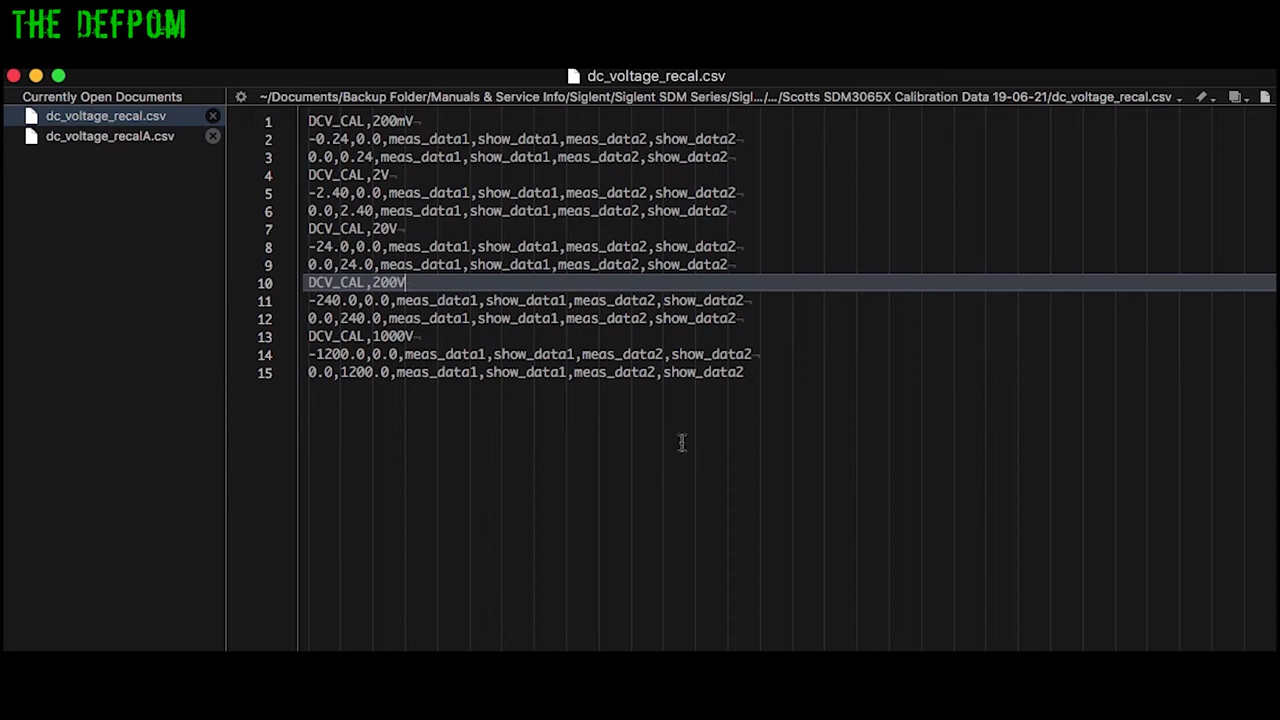 THE DEFPOM
dc_voltage_recal.csv
Currently Open Documents
~/Documents/Backup Folder/Manuals & Service Info/Siglent/Siglent SDM Series/Sigl.../.../Scotts SDM3065X Calibration Data 19-06-21/dc_voltage_recal.csv
dc_voltage_recal.csv
dc_voltage_recalA.csv
1 DCV_CAL,200mV¬
2 -0.24,0.0,meas_data1,show_data1,meas_data2,show_data2¬
3 0.0,0.24,meas_data1,show_data1,meas_data2,show_data2¬
4 DCV_CAL,2V¬
5 -2.40,0.0,meas_data1,show_data1,meas_data2,show_data2¬
6 0.0,2.40,meas_data1,show_data1,meas_data2,show_data2¬
7 DCV_CAL,20V¬
8 -24.0,0.0,meas_data1,show_data1,meas_data2,show_data2¬
9 0.0,24.0,meas_data1,show_data1,meas_data2,show_data2¬
10 DCV_CAL,200V¬
11 -240.0,0.0,meas_data1,show_data1,meas_data2,show_data2¬
12 0.0,240.0,meas_data1,show_data1,meas_data2,show_data2¬
13 DCV_CAL,1000V¬
14 -1200.0,0.0,meas_data1,show_data1,meas_data2,show_data2¬
15 0.0,1200.0,meas_data1,show_data1,meas_data2,show_data2